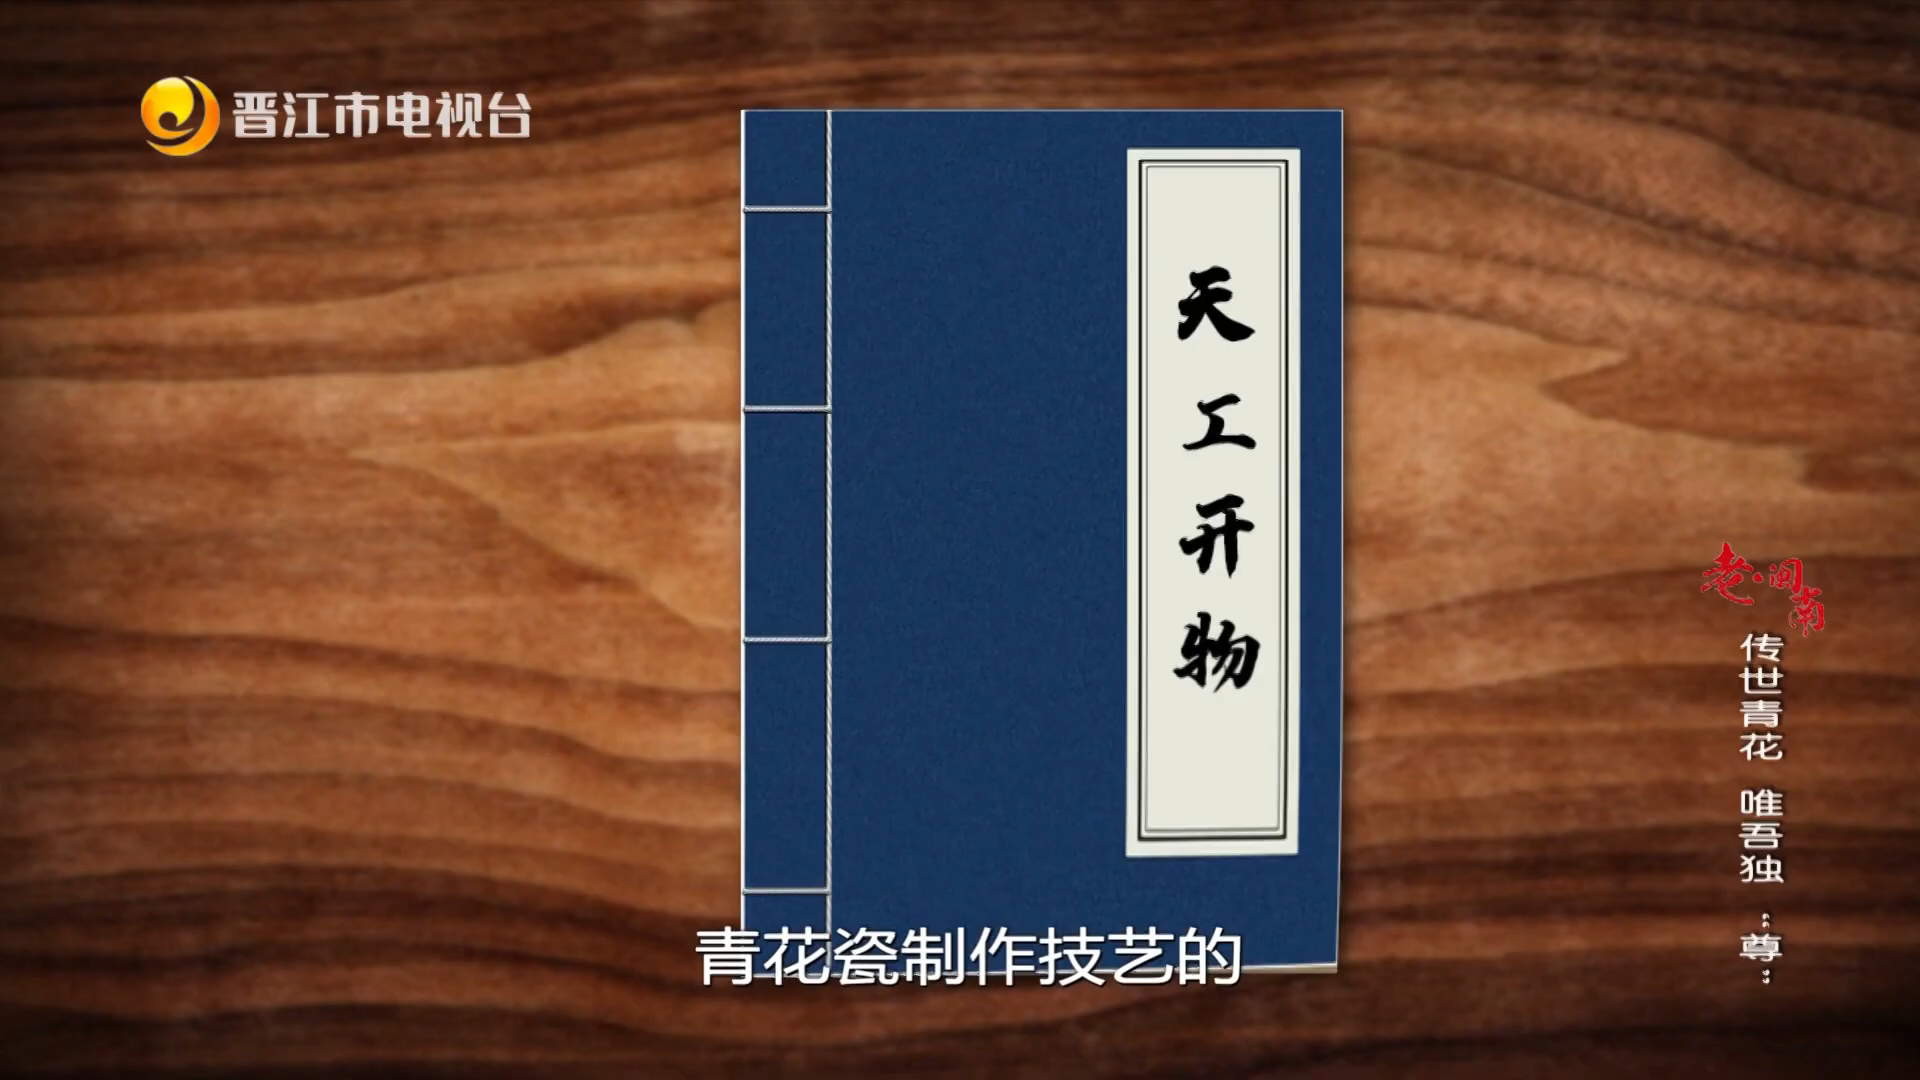 晋江市电视台
天工开物
老·闽南
传世青花 唯吾独“尊”
青花瓷制作技艺的